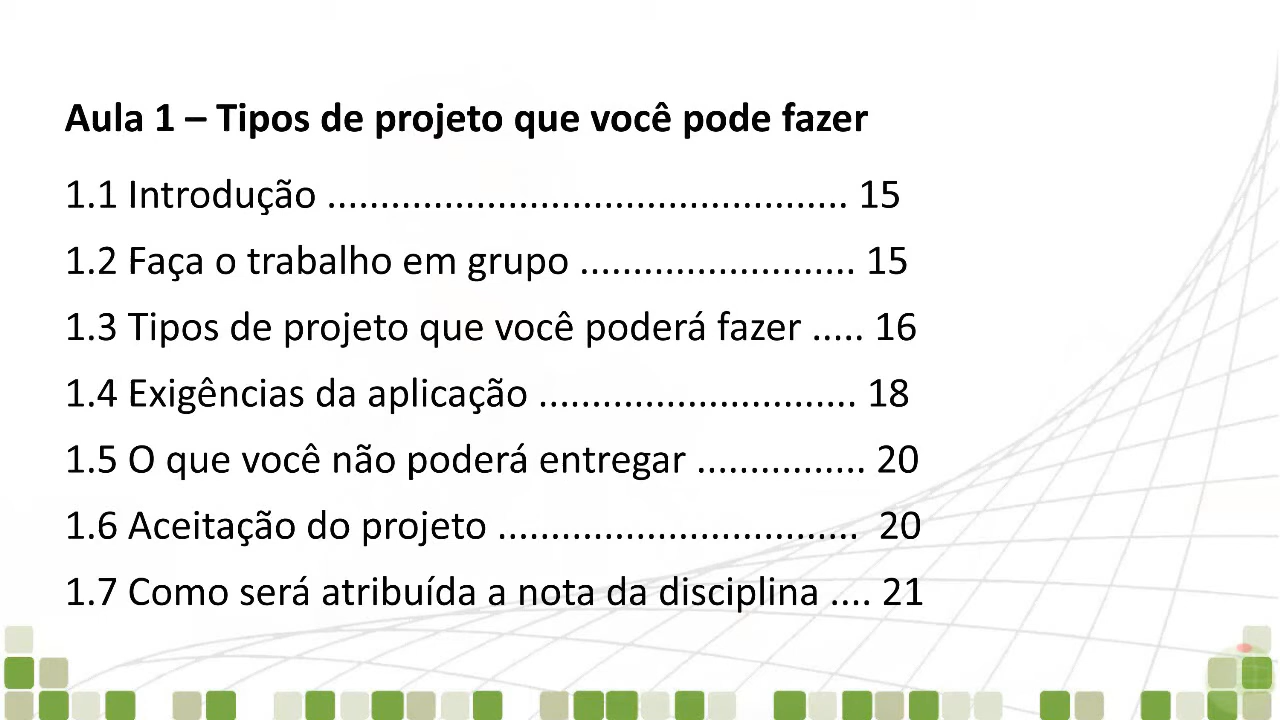 Aula 1 – Tipos de projeto que você pode fazer
1.1 Introdução ................................................. 15
1.2 Faça o trabalho em grupo .......................... 15
1.3 Tipos de projeto que você poderá fazer ..... 16
1.4 Exigências da aplicação .............................. 18
1.5 O que você não poderá entregar ................ 20
1.6 Aceitação do projeto .................................. 20
1.7 Como será atribuída a nota da disciplina .... 21